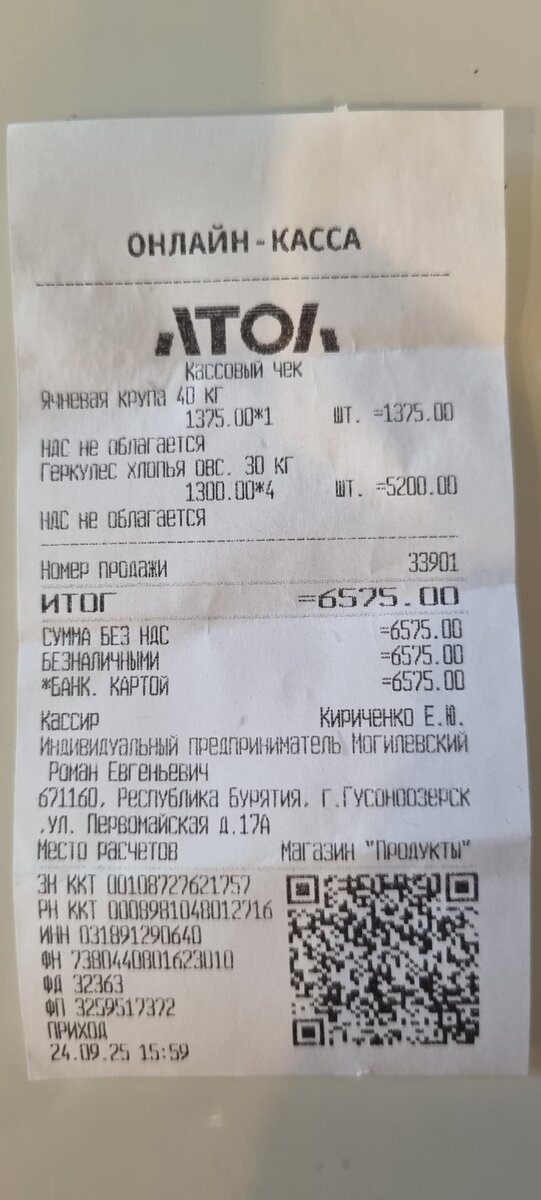 ОНЛАЙН-КАССА
АТОЛ
Кассовый чек
Ячневая крупа 40 кг
1375.00*1 шт. =1375.00
НДС не облагается
Геркулес хлопья овс. 30 кг
1300.00*4 шт. =5200.00
НДС не облагается
Номер продажи 33901
ИТОГ =6575.00
СУММА БЕЗ НДС =6575.00
БЕЗНАЛИЧНЫМИ =6575.00
*БАНК. КАРТОЙ =6575.00
Кассир Кириченко Е.Ю.
Индивидуальный предприниматель Могилевский
Роман Евгеньевич
671160, Республика Бурятия, г.Гусоноозерск
,ул. Первомайская д.17А
Место расчетов Магазин "Продукты"
ЗН ККТ 00108727621757
РН ККТ 0008981048012716
ИНН 031891290640
ФН 7380440801623010
ФД 32363
ФП 3259517372
ПРИХОД
24.09.25 15:59